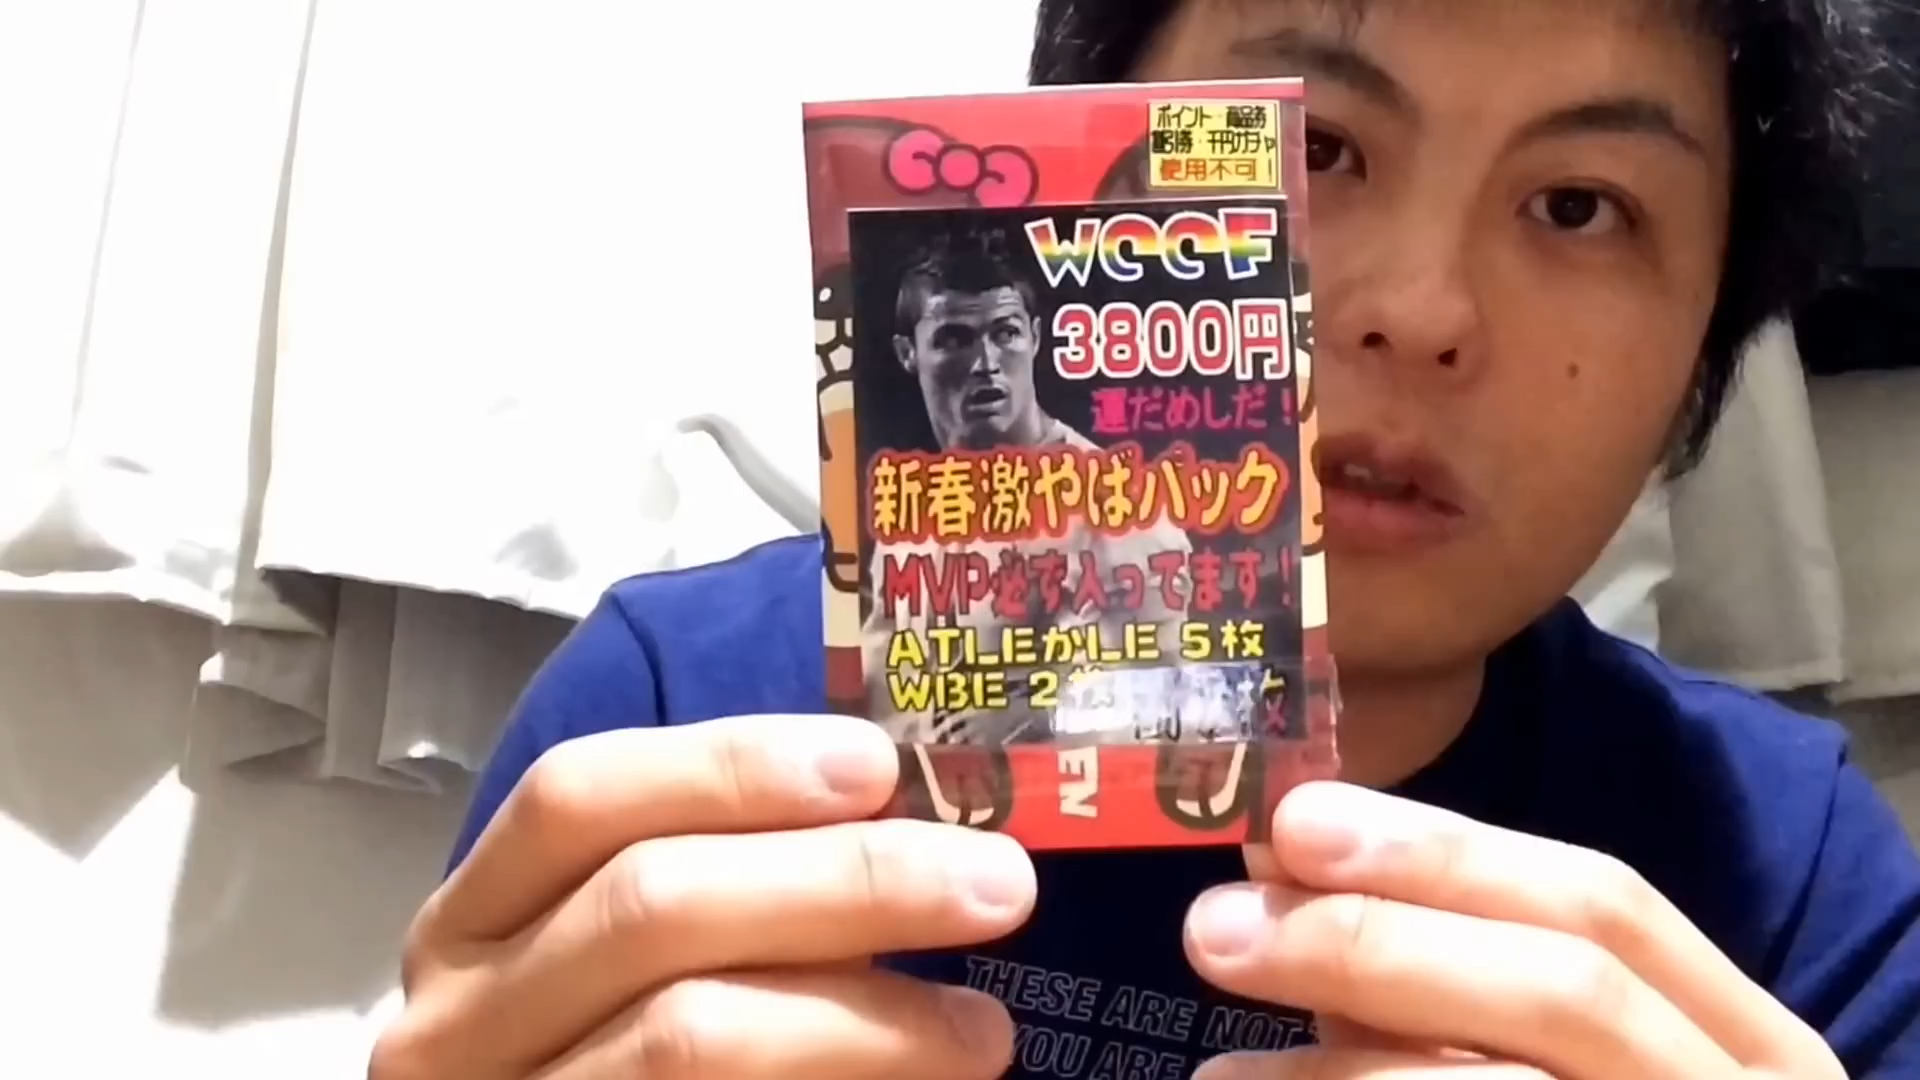 ポイント・商品券
割引券・千円ガチャ
使用不可！
WCCF
3800円
運だめしだ！
新春激やばパック
MVP必ず入ってます！
ATLEかLE 5枚
WBE 2枚
EN
THESE ARE NOT
YOU ARE